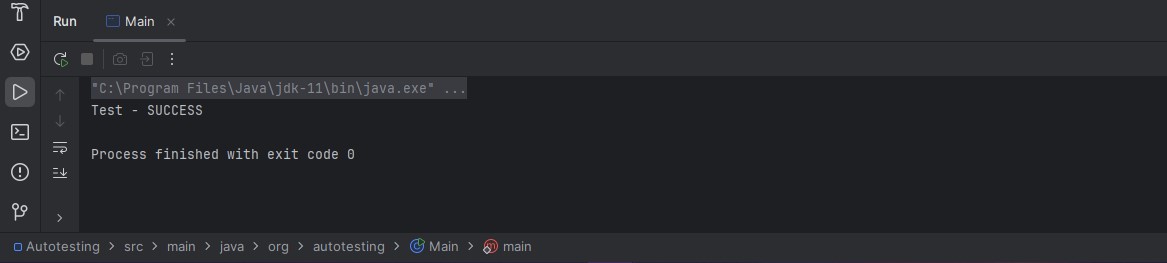 Run Main
"C:\Program Files\Java\jdk-11\bin\java.exe" ...
Test - SUCCESS
Process finished with exit code 0
Autotesting > src > main > java > org > autotesting > Main > main